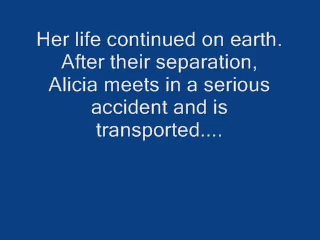 Her life continued on earth.
After their separation,
Alicia meets in a serious
accident and is
transported....